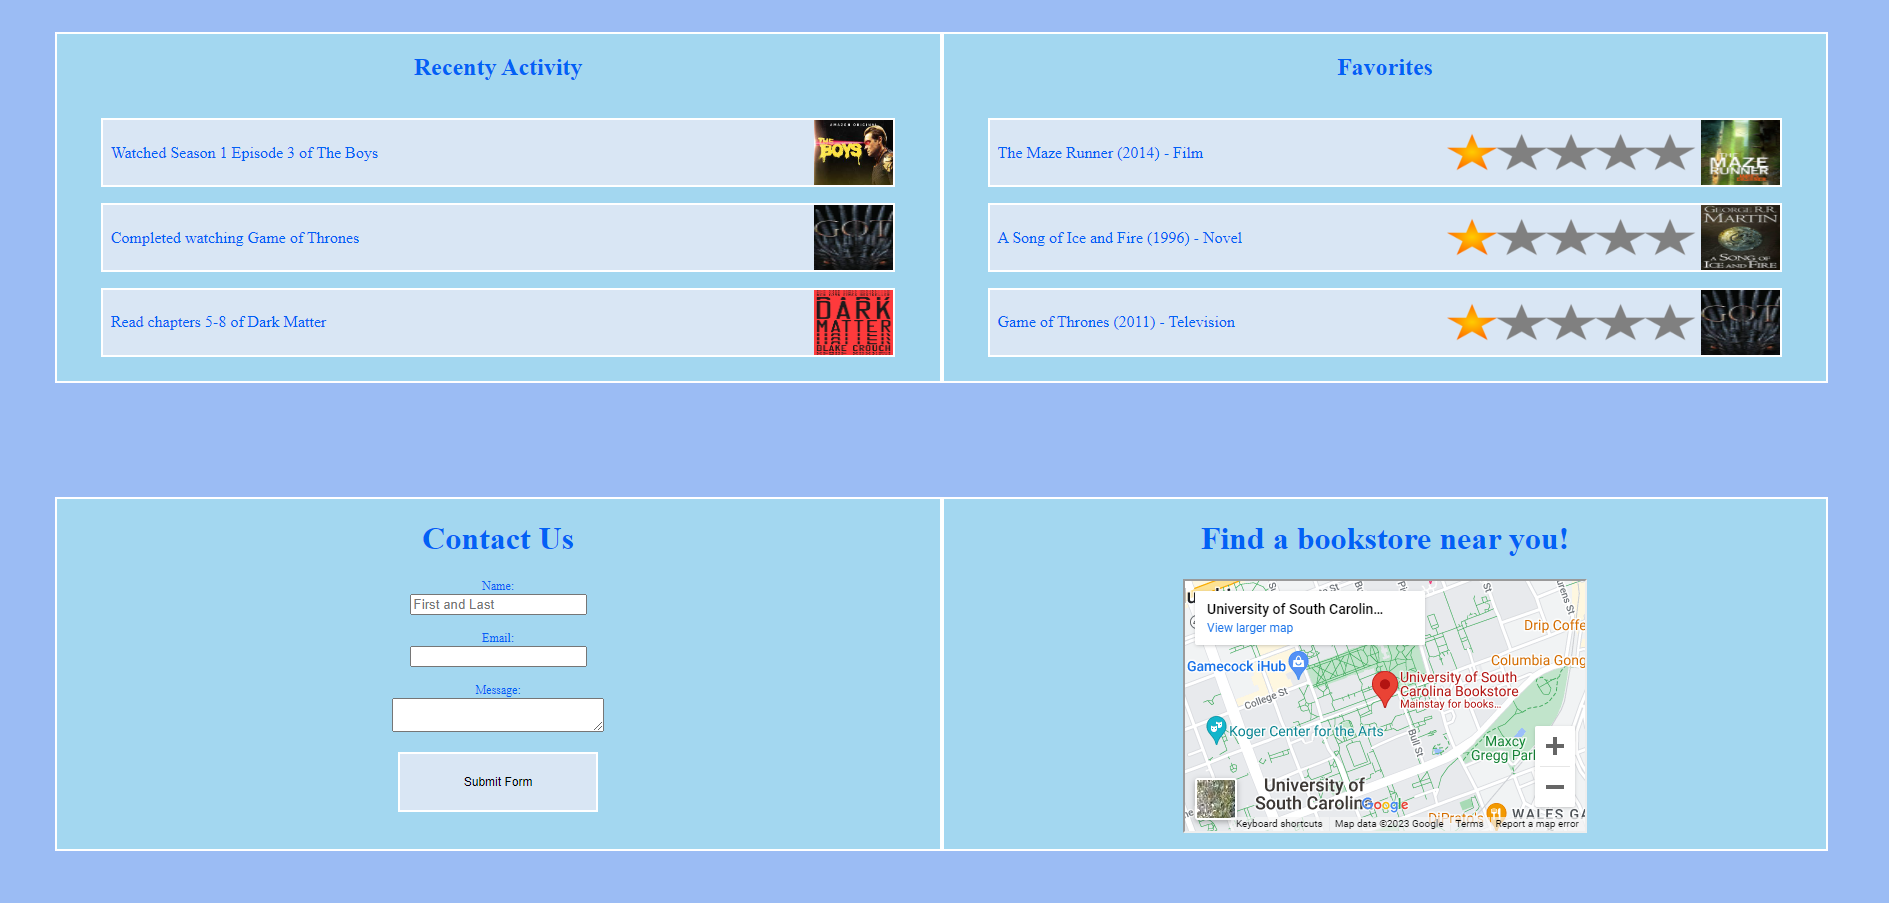 Recenty Activity
Watched Season 1 Episode 3 of The Boys
AMAZON ORIGINAL
THE
BOYS
Completed watching Game of Thrones
GOT
Read chapters 5-8 of Dark Matter
DARK
MATTER
BLAKE CROUCH
Favorites
The Maze Runner (2014) - Film
MAZE
RUNNER
A Song of Ice and Fire (1996) - Novel
GEORGE R.R.
MARTIN
A SONG OF
ICE AND FIRE
Game of Thrones (2011) - Television
GOT
Contact Us
Name:
First and Last
Email:
Message:
Submit Form
Find a bookstore near you!
University of South Carolin...
View larger map
Drip Coffe
Columbia Gong
Gamecock iHub
University of South
Carolina Bookstore
Mainstay for books...
College St
Koger Center for the Arts
Bull St
Maxcy
Gregg Park
University of
South Carolina
Google
DiPrato's
WALES GA
Keyboard shortcuts
Map data ©2023 Google
Terms
Report a map error